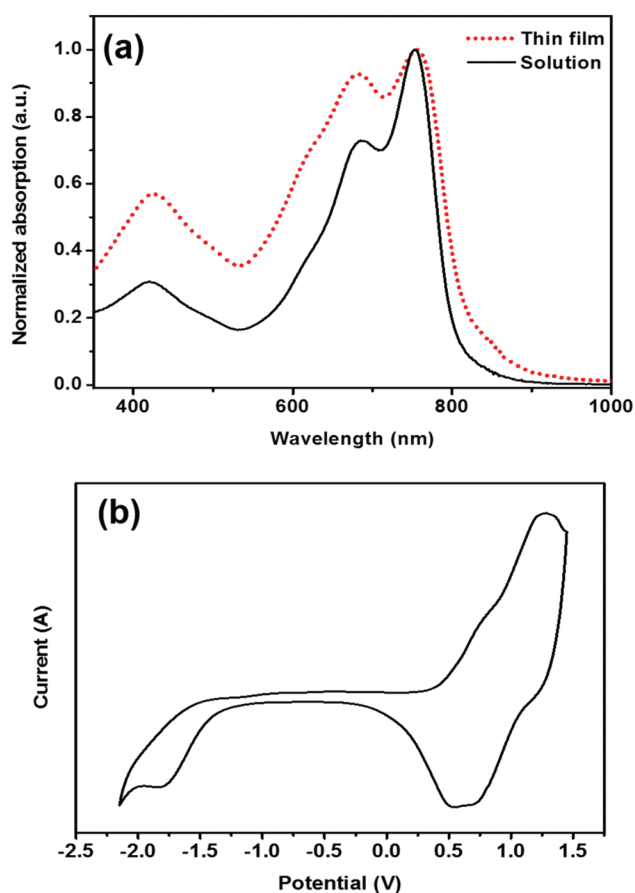 (a)
Thin film
Solution
Normalized absorption (a.u.)
1.0
0.8
0.6
0.4
0.2
0.0
400 600 800 1000
Wavelength (nm)
(b)
Current (A)
-2.5 -2.0 -1.5 -1.0 -0.5 0.0 0.5 1.0 1.5
Potential (V)